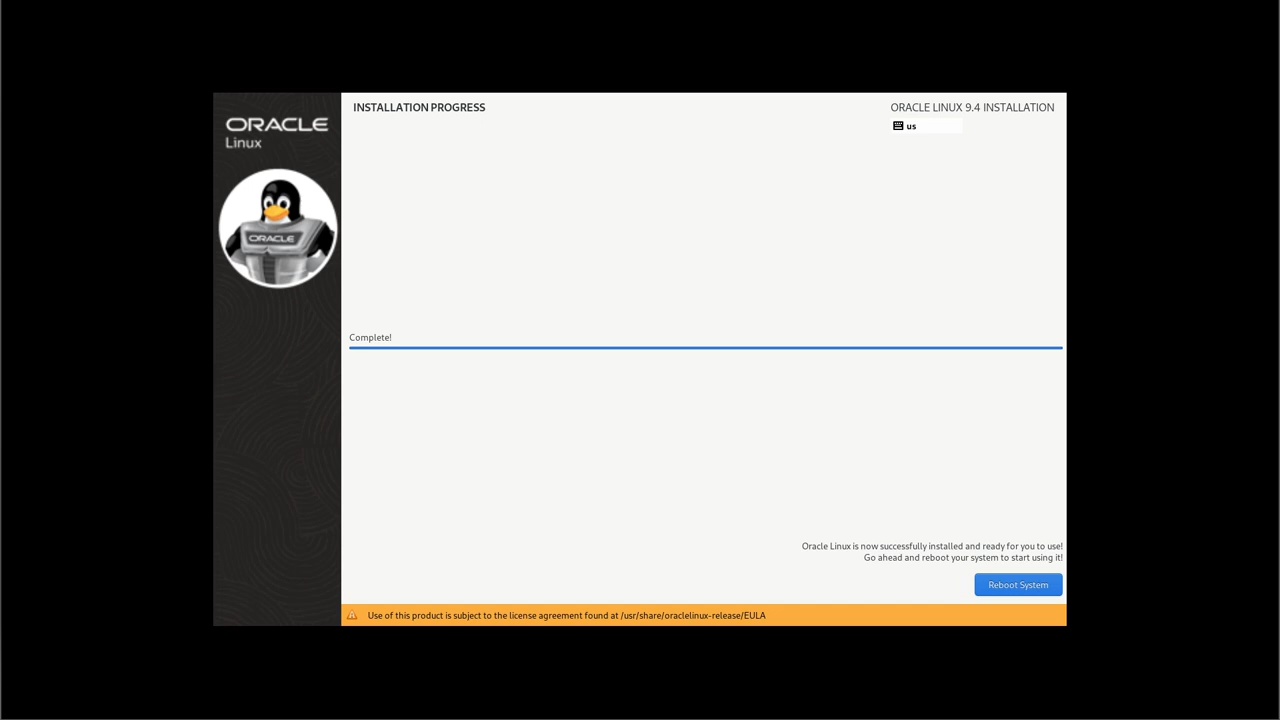 ORACLE
Linux
ORACLE
INSTALLATION PROGRESS
ORACLE LINUX 9.4 INSTALLATION
us
Complete!
Oracle Linux is now successfully installed and ready for you to use!
Go ahead and reboot your system to start using it!
Reboot System
Use of this product is subject to the license agreement found at /usr/share/oraclelinux-release/EULA